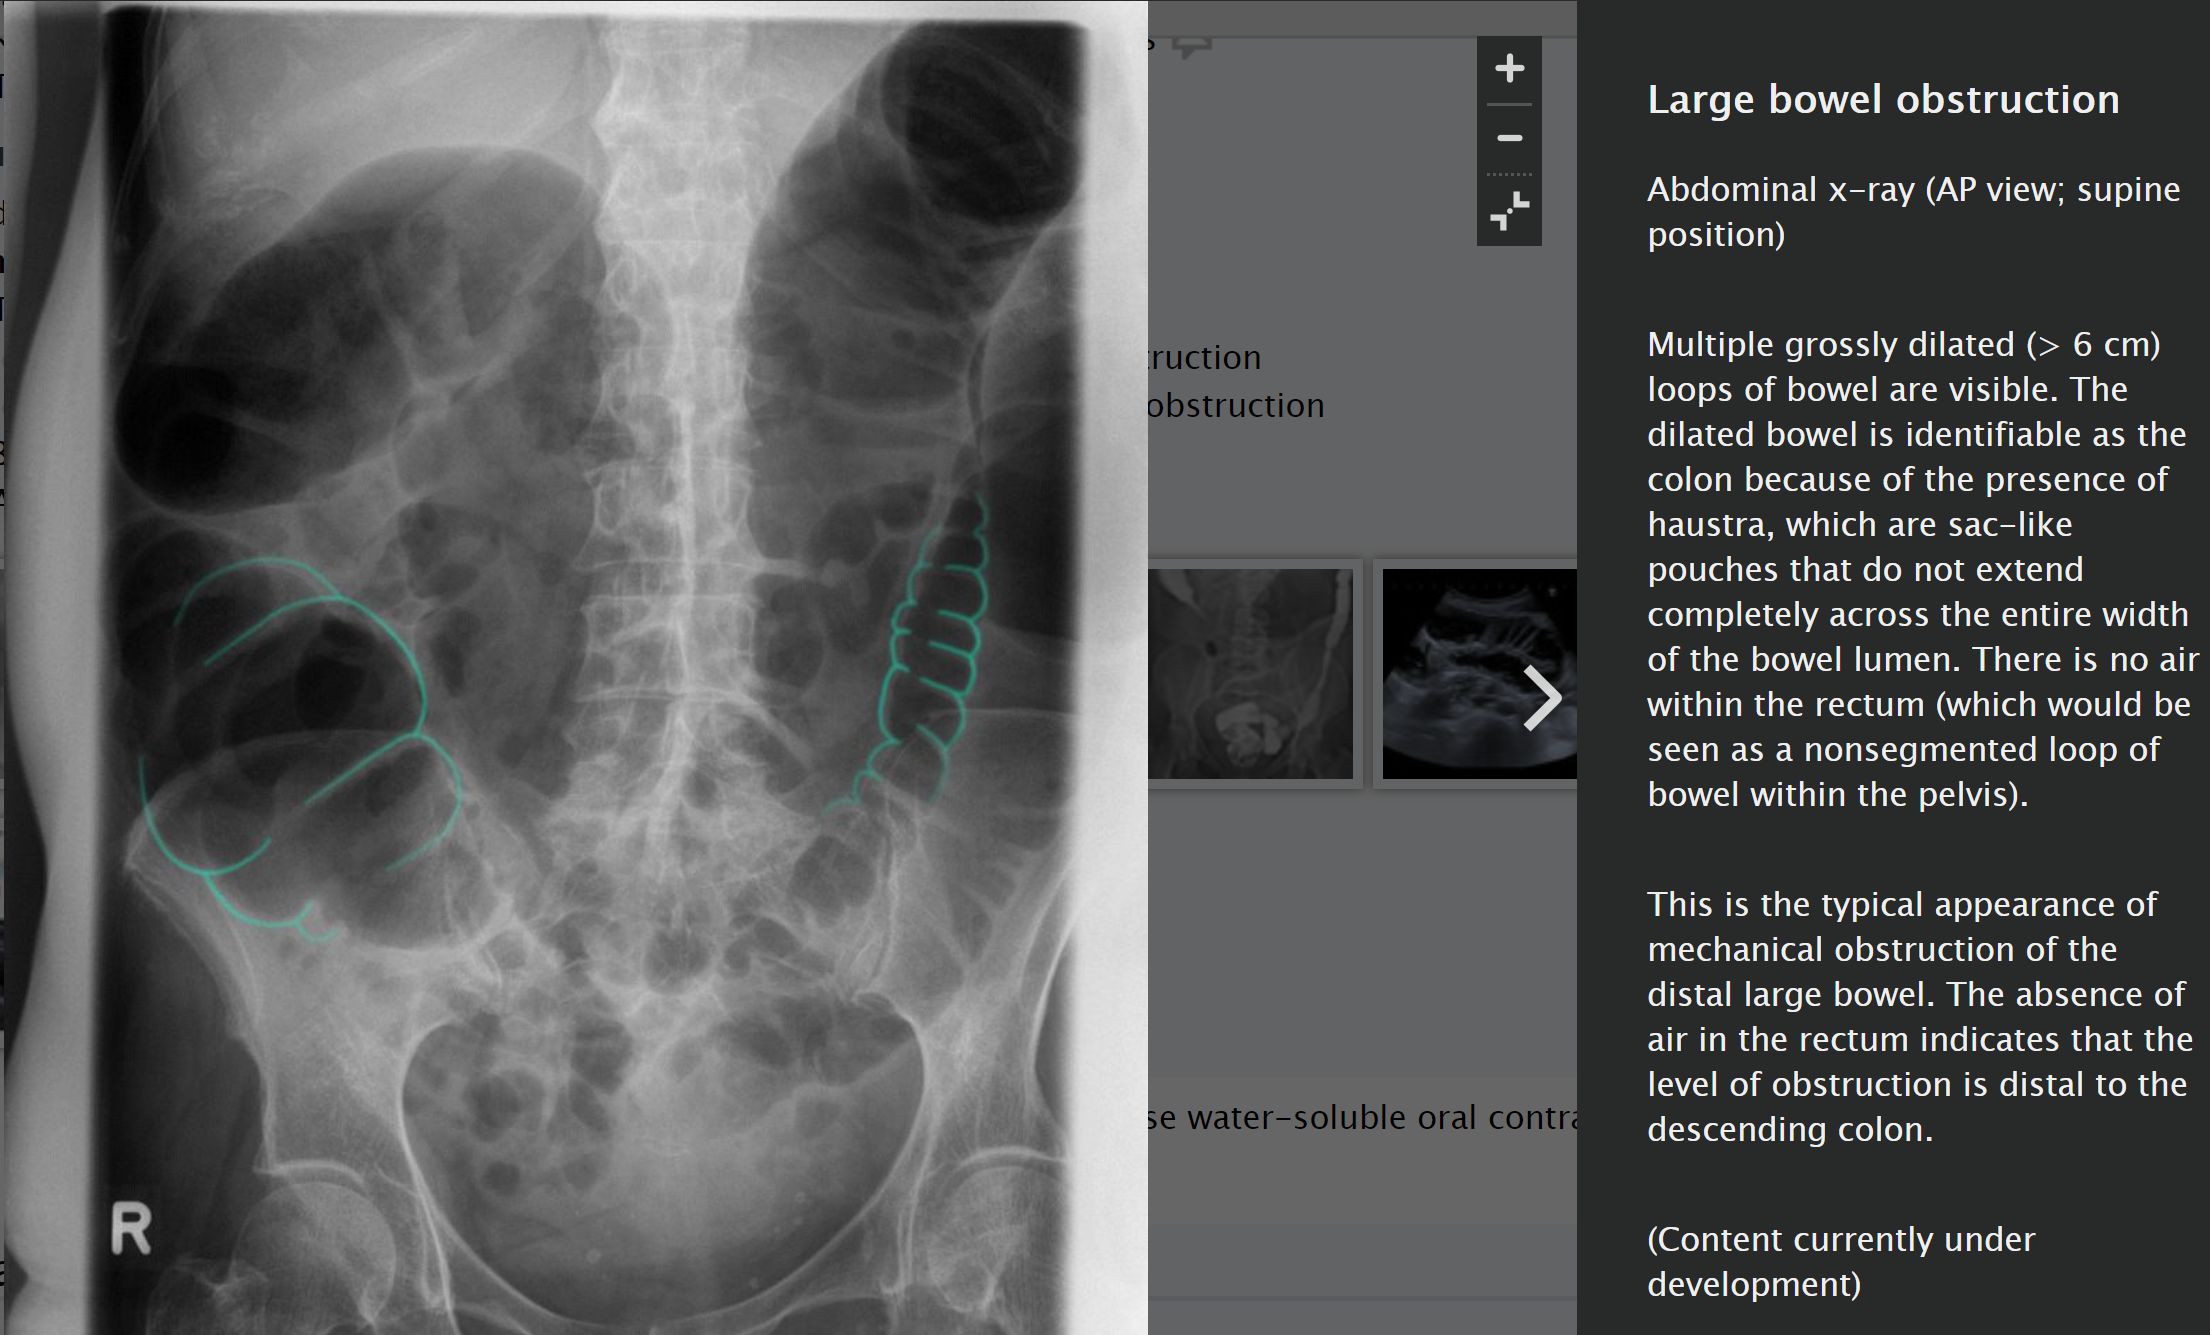 Large bowel obstruction
Abdominal x-ray (AP view; supine
position)
Multiple grossly dilated (> 6 cm)
loops of bowel are visible. The
dilated bowel is identifiable as the
colon because of the presence of
haustra, which are sac-like
pouches that do not extend
completely across the entire width
of the bowel lumen. There is no air
within the rectum (which would be
seen as a nonsegmented loop of
bowel within the pelvis).
This is the typical appearance of
mechanical obstruction of the
distal large bowel. The absence of
air in the rectum indicates that the
level of obstruction is distal to the
descending colon.
(Content currently under
development)
ruction
obstruction
se water-soluble oral contra
R